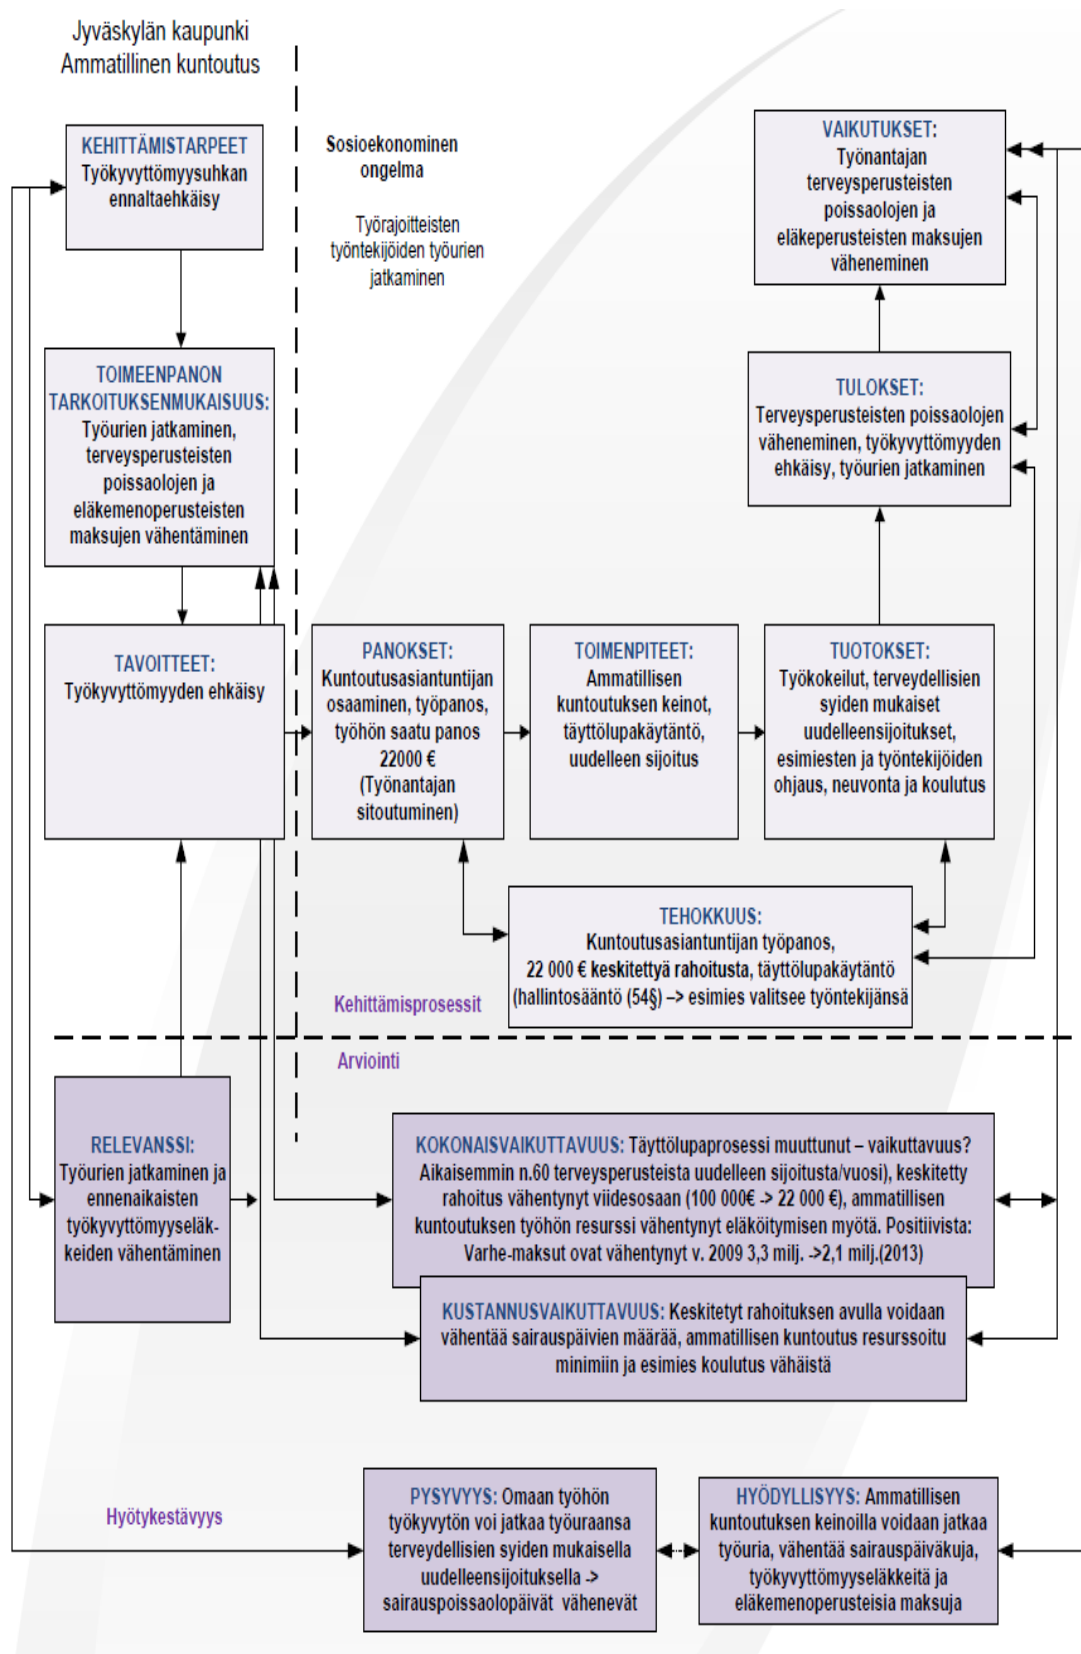 Jyväskylän kaupunki
Ammatillinen kuntoutus
KEHITTÄMISTARPEET
Työkyvyttömyysuhkan
ennaltaehkäisy
Sosioekonominen
ongelma
Työrajoitteisten
työntekijöiden työurien
jatkaminen
VAIKUTUKSET:
Työnantajan
terveysperusteisten
poissaolojen ja
eläkeperusteisten maksujen
väheneminen
TOIMEENPANON
TARKOITUKSENMUKAISUUS:
Työurien jatkaminen,
terveysperusteisten
poissaolojen ja
eläkemenoperusteisten
maksujen vähentäminen
TULOKSET:
Terveysperusteisten poissaolojen
väheneminen, työkyvyttömyyden
ehkäisy, työurien jatkaminen
TAVOITTEET:
Työkyvyttömyyden ehkäisy
PANOKSET:
Kuntoutusasiantuntijan
osaaminen, työpanos,
työhön saatu panos
22000 €
(Työnantajan
sitoutuminen)
TOIMENPITEET:
Ammatillisen
kuntoutuksen keinot,
täyttölupakäytäntö,
uudelleen sijoitus
TUOTOKSET:
Työkokeilut, terveydellisien
syiden mukaiset
uudelleensijoitukset,
esimiesten ja työntekijöiden
ohjaus, neuvonta ja koulutus
TEHOKKUUS:
Kuntoutusasiantuntijan työpanos,
22 000 € keskitettyä rahoitusta, täyttölupakäytäntö
(hallintosääntö (54§) –> esimies valitsee työntekijänsä
Kehittämisprosessit
Arviointi
RELEVANSSI:
Työurien jatkaminen ja
ennenaikaisten
työkyvyttömyyseläk-
keiden vähentäminen
KOKONAISVAIKUTTAVUUS: Täyttölupaprosessi muuttunut – vaikuttavuus?
Aikaisemmin n.60 terveysperusteista uudelleen sijoitusta/vuosi), keskitetty
rahoitus vähentynyt viidesosaan (100 000€ -> 22 000 €), ammatillisen
kuntoutuksen työhön resurssi vähentynyt eläköitymisen myötä. Positiivista:
Varhe-maksut ovat vähentynyt v. 2009 3,3 milj. ->2,1 milj.(2013)
KUSTANNUSVAIKUTTAVUUS: Keskitetyt rahoituksen avulla voidaan
vähentää sairauspäivien määrää, ammatillisen kuntoutus resurssoitu
minimiin ja esimies koulutus vähäistä
Hyötykestävyys
PYSYVYYS: Omaan työhön
työkyvytön voi jatkaa työuraansa
terveydellisien syiden mukaisella
uudelleensijoituksella ->
sairauspoissaolopäivät vähenevät
HYÖDYLLISYYS: Ammatillisen
kuntoutuksen keinoilla voidaan jatkaa
työuria, vähentää sairauspäiväkuja,
työkyvyttömyyseläkkeitä ja
eläkemenoperusteisia maksuja